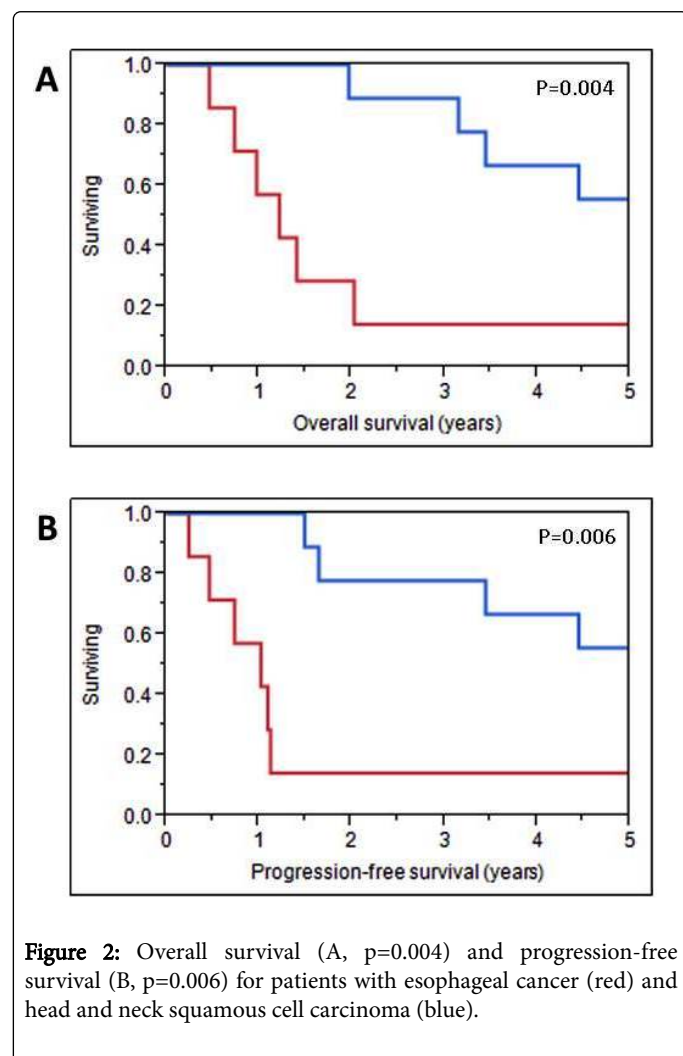 A
P=0.004
1.0
0.8
0.6
0.4
0.2
0.0
Surviving
0 1 2 3 4 5
Overall survival (years)
B
P=0.006
1.0
0.8
0.6
0.4
0.2
0.0
Surviving
0 1 2 3 4 5
Progression-free survival (years)
Figure 2: Overall survival (A, p=0.004) and progression-free
survival (B, p=0.006) for patients with esophageal cancer (red) and
head and neck squamous cell carcinoma (blue).